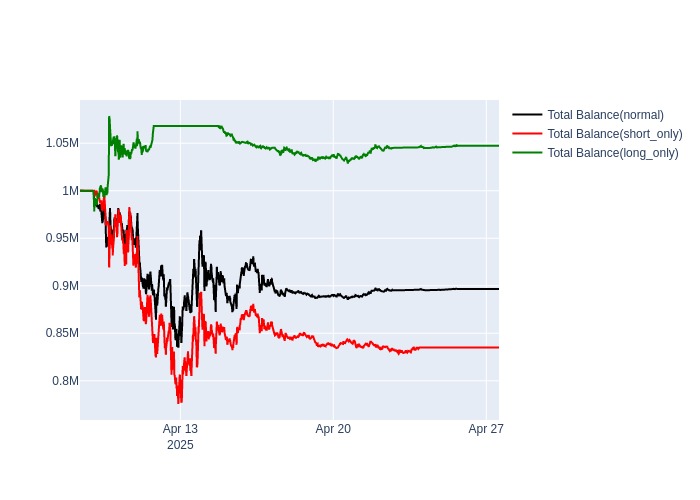 Total Balance(normal)
Total Balance(short_only)
Total Balance(long_only)
1.05M
1M
0.95M
0.9M
0.85M
0.8M
Apr 13
2025
Apr 20
Apr 27